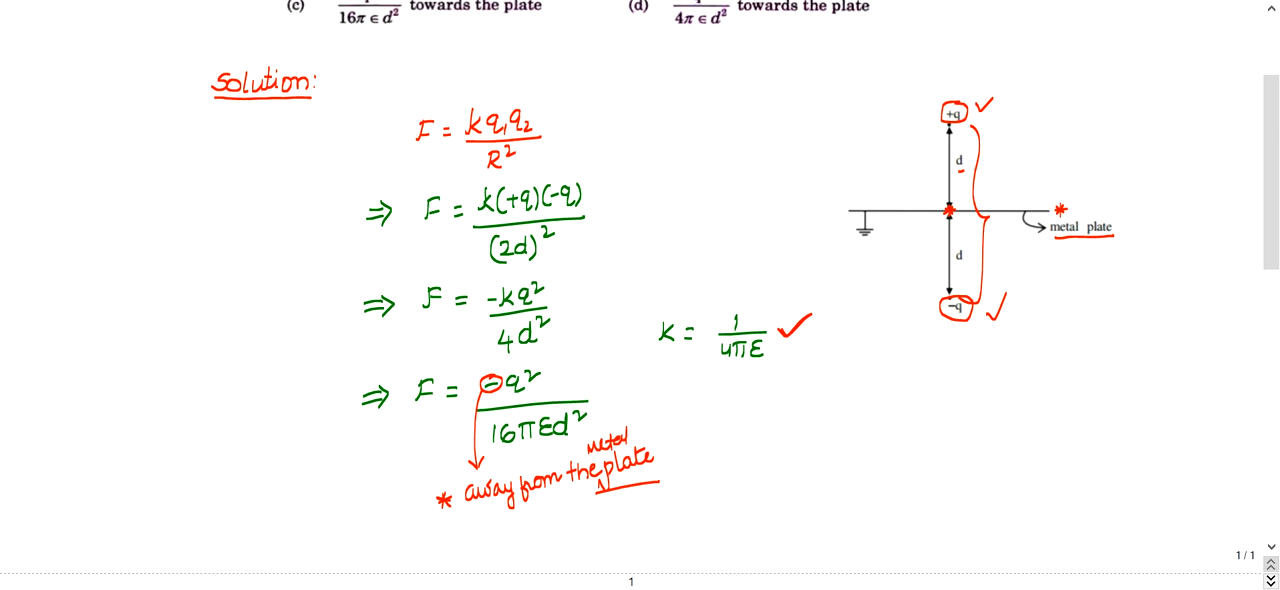 (c) 16π ∈ d² towards the plate
(d) 4π ∈ d² towards the plate
Solution:
F = kq₁q₂ / R²
⇒ F = k(+q)(-q) / (2d)²
⇒ F = -kq² / 4d²
k = 1 / 4πε ✓
⇒ F = -q² / 16πεd²
* away from the metal plate
+q ✓
d
*
metal plate
d
-q ✓
1 / 1
1